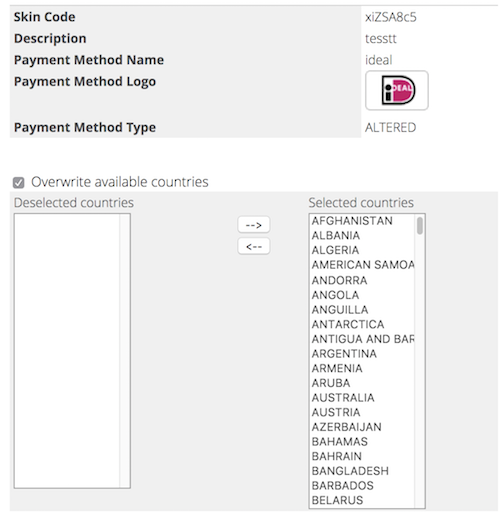 Skin Code xiZSA8c5
Description tesstt
Payment Method Name ideal
Payment Method Logo iDEAL
Payment Method Type ALTERED
Overwrite available countries
Deselected countries --> Selected countries
<--
AFGHANISTAN
ALBANIA
ALGERIA
AMERICAN SAMOA
ANDORRA
ANGOLA
ANGUILLA
ANTARCTICA
ANTIGUA AND BAR
ARGENTINA
ARMENIA
ARUBA
AUSTRALIA
AUSTRIA
AZERBAIJAN
BAHAMAS
BAHRAIN
BANGLADESH
BARBADOS
BELARUS